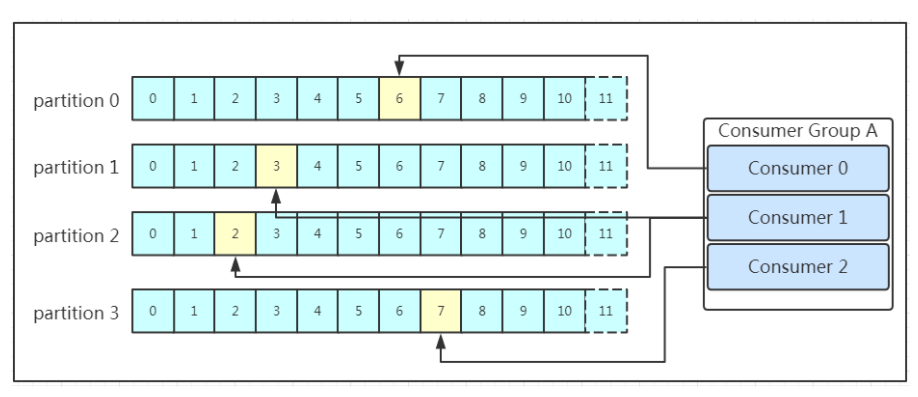 partition 0 0 1 2 3 4 5 6 7 8 9 10 11
Consumer Group A
partition 1 0 1 2 3 4 5 6 7 8 9 10 11
Consumer 0
Consumer 1
partition 2 0 1 2 3 4 5 6 7 8 9 10 11
Consumer 2
partition 3 0 1 2 3 4 5 6 7 8 9 10 11